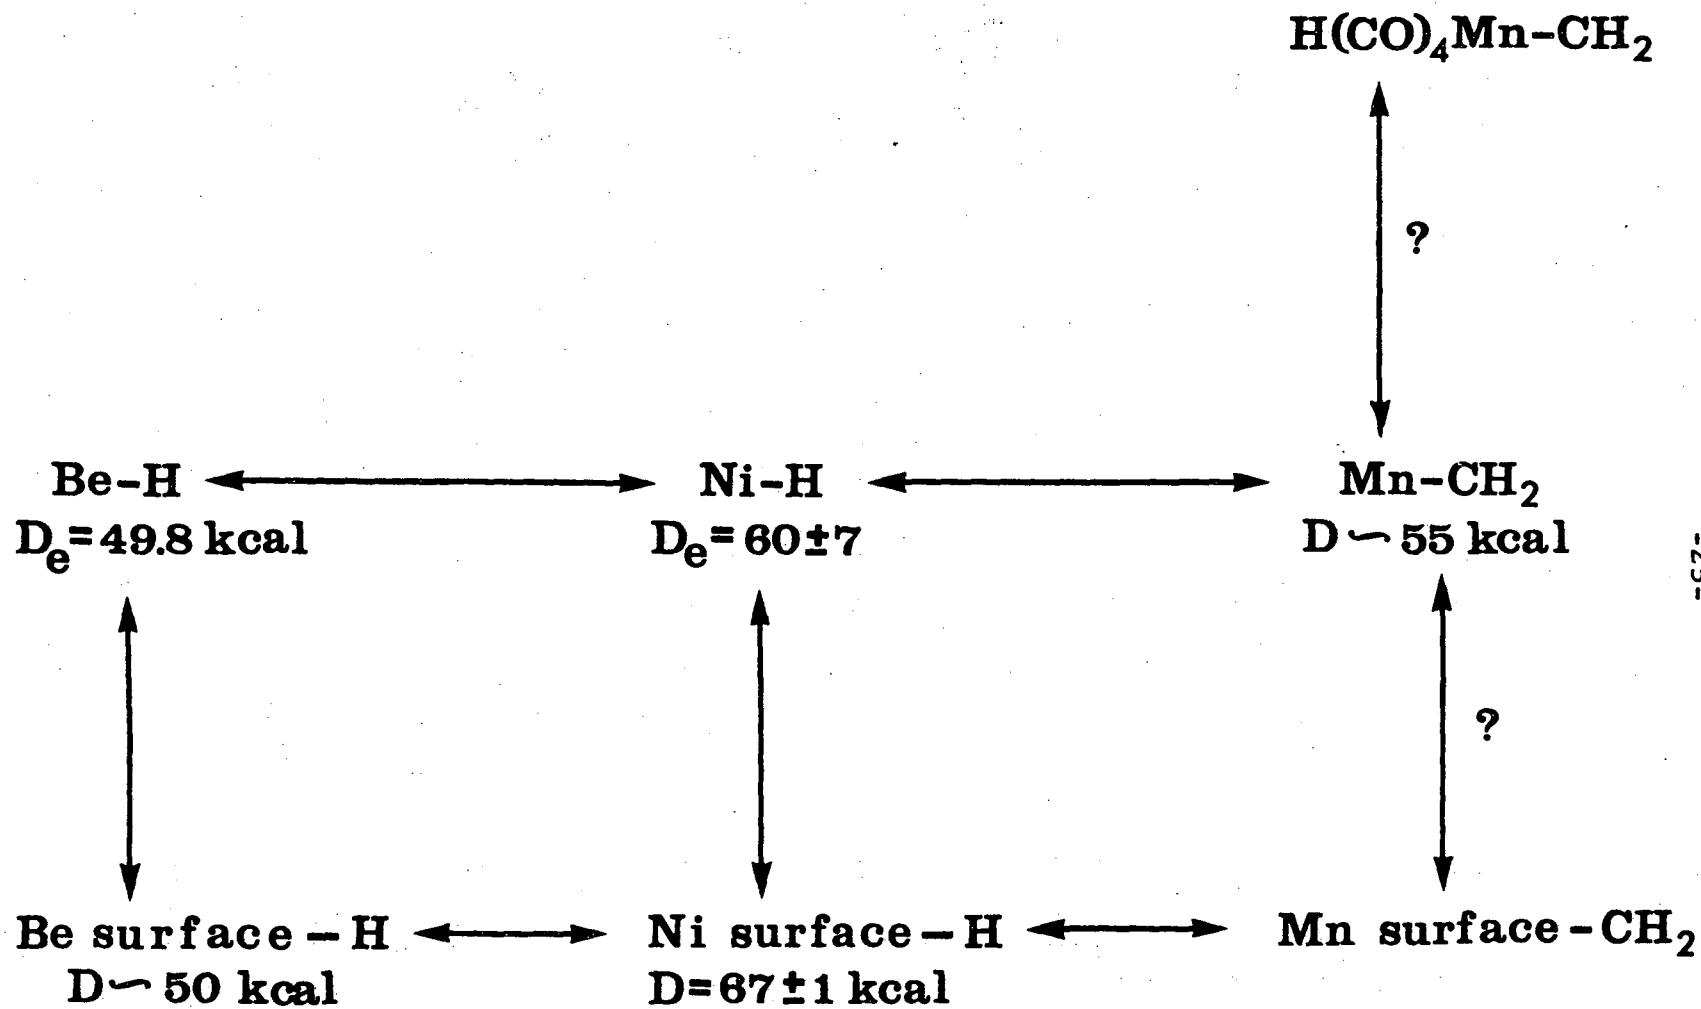 H(CO)₄Mn-CH₂
?
Be-H
Ni-H
Mn-CH₂
Dₑ=49.8 kcal
Dₑ=60±7
D∼55 kcal
?
Be surface-H
Ni surface-H
Mn surface-CH₂
D∼50 kcal
D=67±1 kcal